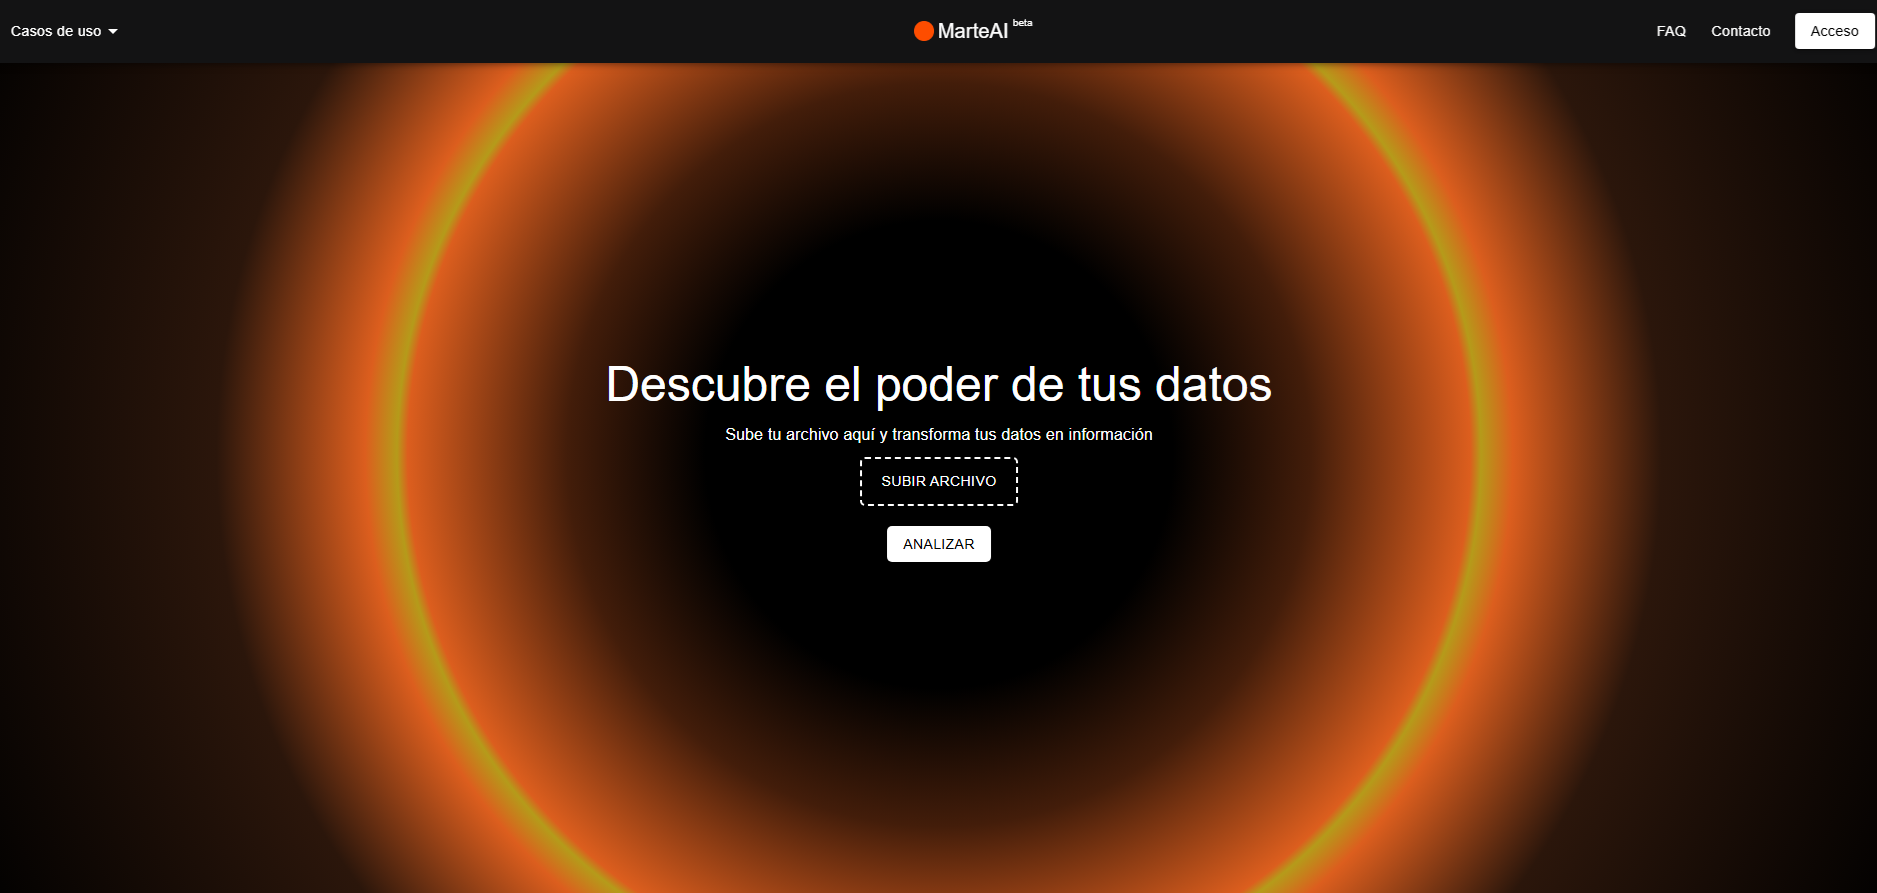 Casos de uso
MarteAI beta
FAQ
Contacto
Acceso
Descubre el poder de tus datos
Sube tu archivo aquí y transforma tus datos en información
SUBIR ARCHIVO
ANALIZAR